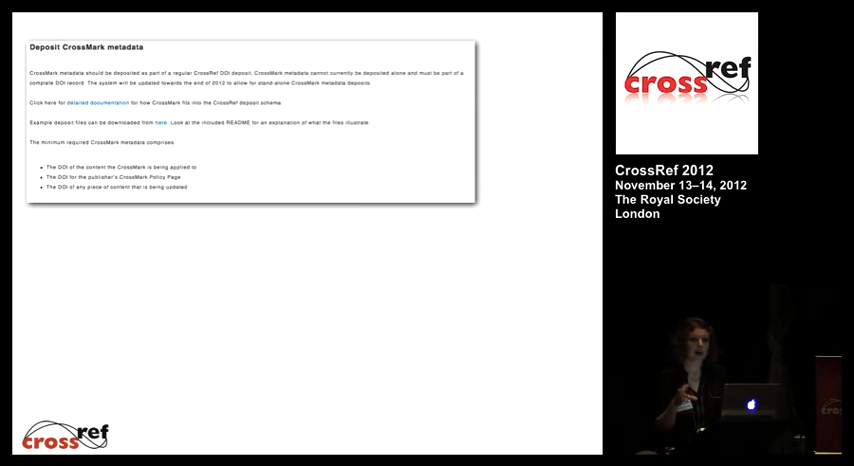 Deposit CrossMark metadata
CrossMark metadata should be deposited as part of a regular CrossRef DOI deposit. CrossMark metadata cannot currently be deposited alone and must be part of a
complete DOI record. The system will be updated towards the end of 2012 to allow for stand-alone CrossMark metadata deposits.
Click here for detailed documentation for how CrossMark fits into the CrossRef deposit schema.
Example deposit files can be downloaded from here. Look at the included README for an explanation of what the files illustrate.
The minimum required CrossMark metadata comprises
• The DOI of the content the CrossMark is being applied to
• The DOI for the publisher's CrossMark Policy Page
• The DOI of any piece of content that is being updated
crossref
crossref
CrossRef 2012
November 13–14, 2012
The Royal Society
London